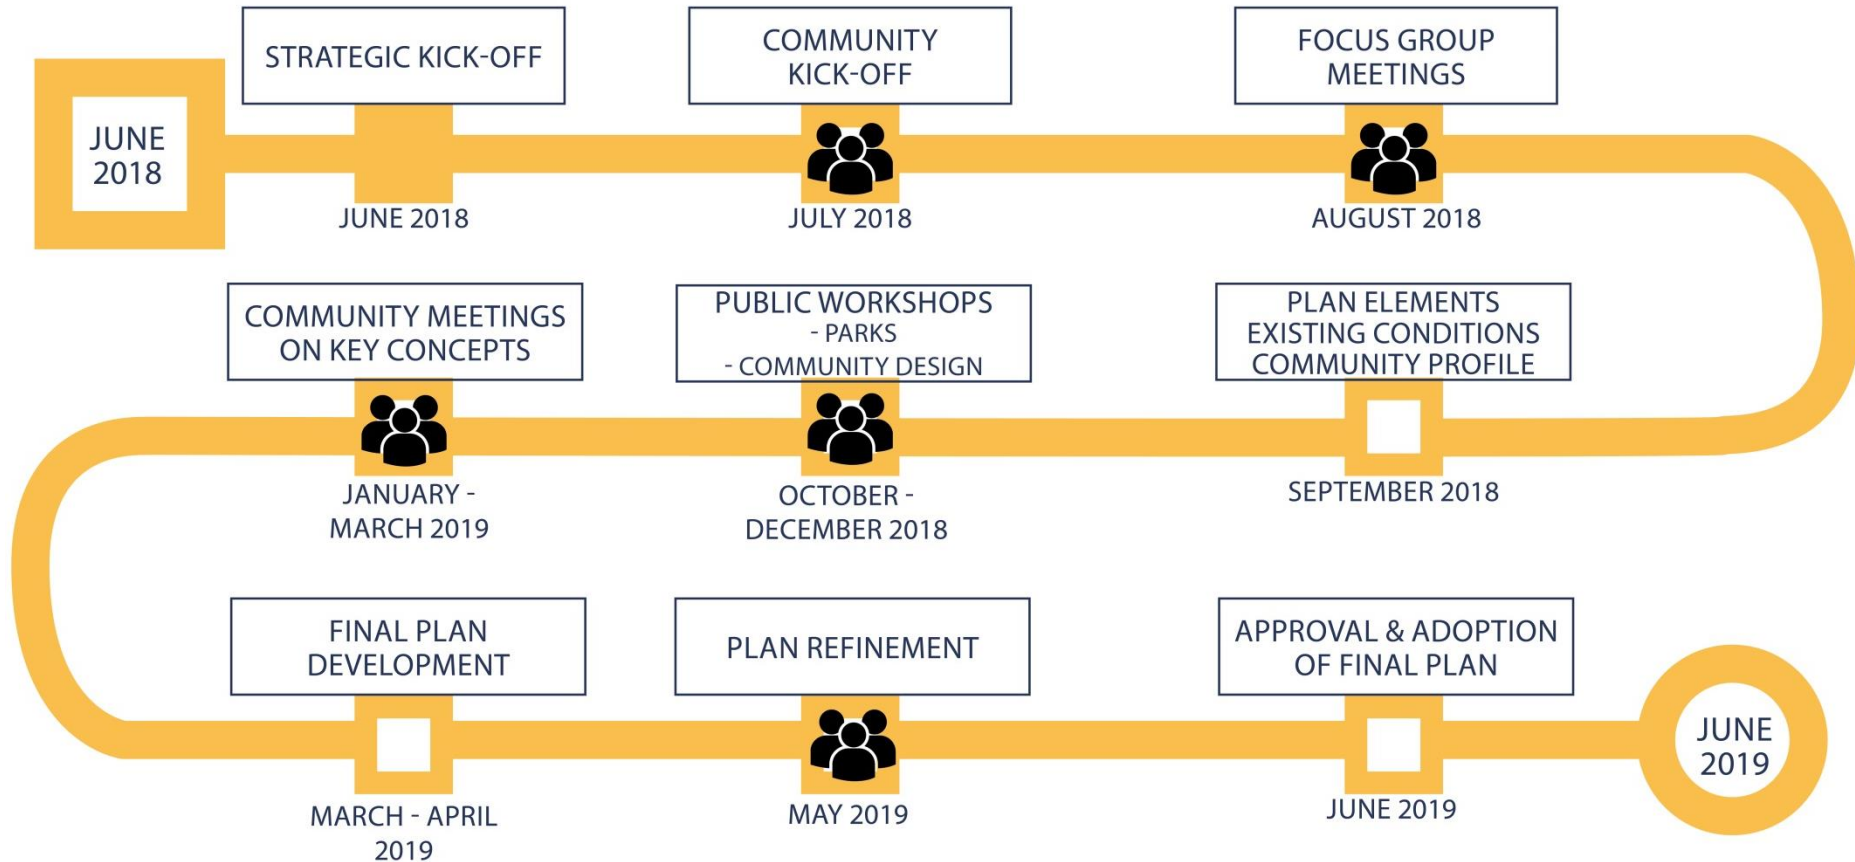 JUNE
2018
STRATEGIC KICK-OFF
JUNE 2018
COMMUNITY
KICK-OFF
JULY 2018
FOCUS GROUP
MEETINGS
AUGUST 2018
PLAN ELEMENTS
EXISTING CONDITIONS
COMMUNITY PROFILE
SEPTEMBER 2018
PUBLIC WORKSHOPS
- PARKS
- COMMUNITY DESIGN
OCTOBER -
DECEMBER 2018
COMMUNITY MEETINGS
ON KEY CONCEPTS
JANUARY -
MARCH 2019
FINAL PLAN
DEVELOPMENT
MARCH - APRIL
2019
PLAN REFINEMENT
MAY 2019
APPROVAL & ADOPTION
OF FINAL PLAN
JUNE 2019
JUNE
2019